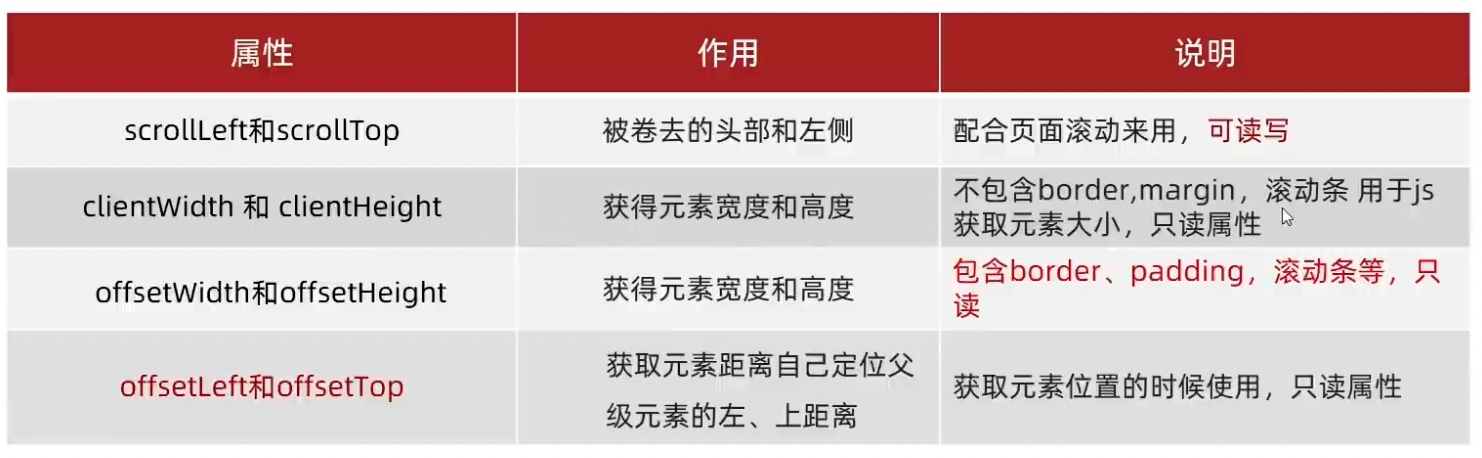 属性
作用
说明
scrollLeft和scrollTop
被卷去的头部和左侧
配合页面滚动来用，可读写
clientWidth 和 clientHeight
获得元素宽度和高度
不包含border,margin，滚动条 用于js
获取元素大小，只读属性
offsetWidth和offsetHeight
获得元素宽度和高度
包含border、padding，滚动条等，只
读
offsetLeft和offsetTop
获取元素距离自己定位父
级元素的左、上距离
获取元素位置的时候使用，只读属性